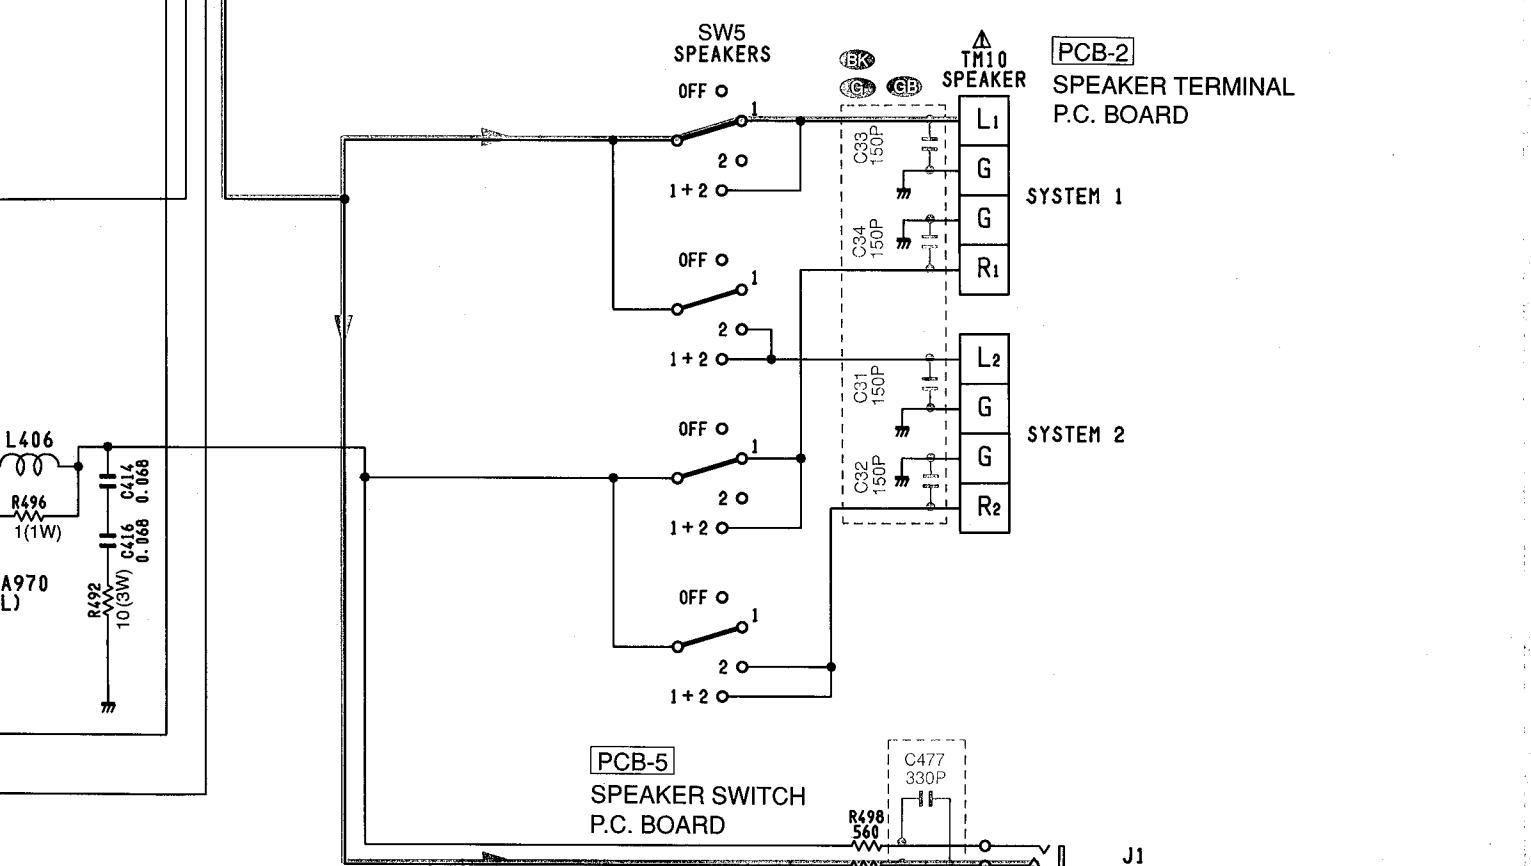 SW5
SPEAKERS
BK
G
GB
TM10
SPEAKER
PCB-2
SPEAKER TERMINAL
P.C. BOARD
OFF
1
2
1+2
C33
150P
L1
G
SYSTEM 1
C34
150P
G
R1
OFF
1
2
1+2
C31
150P
L2
G
SYSTEM 2
C32
150P
G
R2
OFF
1
2
1+2
OFF
1
2
1+2
L406
C414
0.068
R496
1(1W)
C416
0.068
A970
L)
R492
10(3W)
PCB-5
SPEAKER SWITCH
P.C. BOARD
C477
330P
R498
560
J1